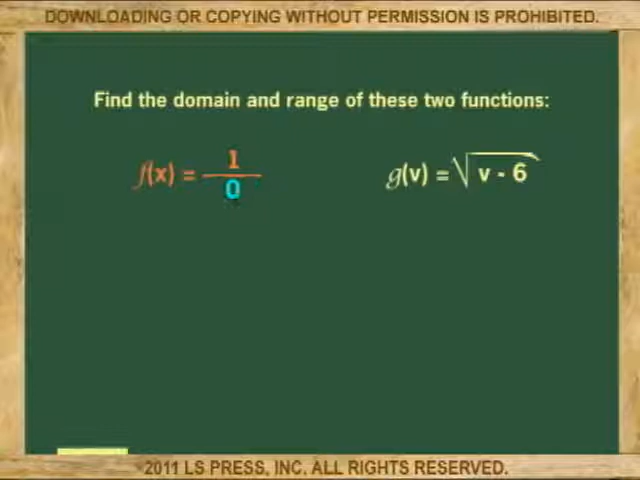 DOWNLOADING OR COPYING WITHOUT PERMISSION IS PROHIBITED.
Find the domain and range of these two functions:
f(x) = 1/0 g(v) = √(v - 6)
©2011 LS PRESS, INC. ALL RIGHTS RESERVED.